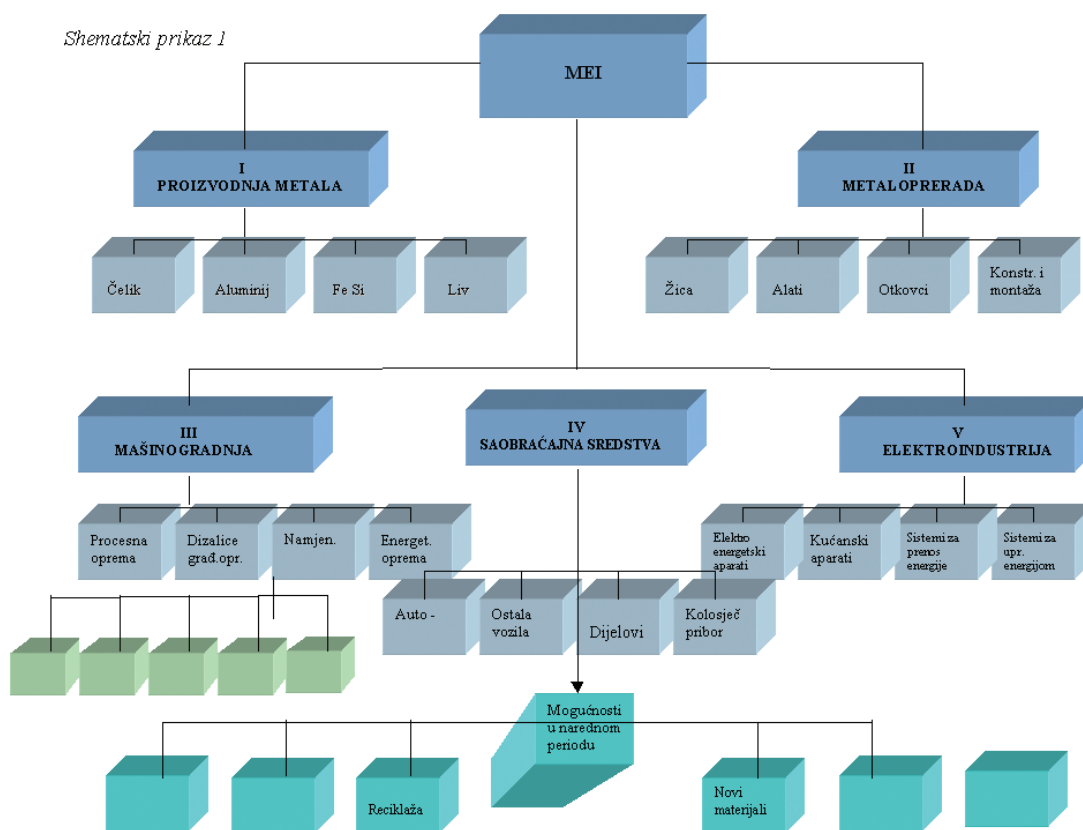 Shematski prikaz 1
MEI
I
PROIZVODNJA METALA
II
METALOPRERADA
Čelik
Aluminij
Fe Si
Liv
Žica
Alati
Otkovci
Konstr. i
montaža
III
MAŠINOGRADNJA
IV
SAOBRAĆAJNA SREDSTVA
V
ELEKTROINDUSTRIJA
Procesna
oprema
Dizalice
građ.opr.
Namjen.
Energet.
oprema
Elektro
energetski
aparati
Kućanski
aparati
Sistemi za
prenos
energije
Sistemi za
upr.
energijom
Auto -
Ostala
vozila
Dijelovi
Kolosječ
pribor
Mogućnosti
u narednom
periodu
Reciklaža
Novi
materijali